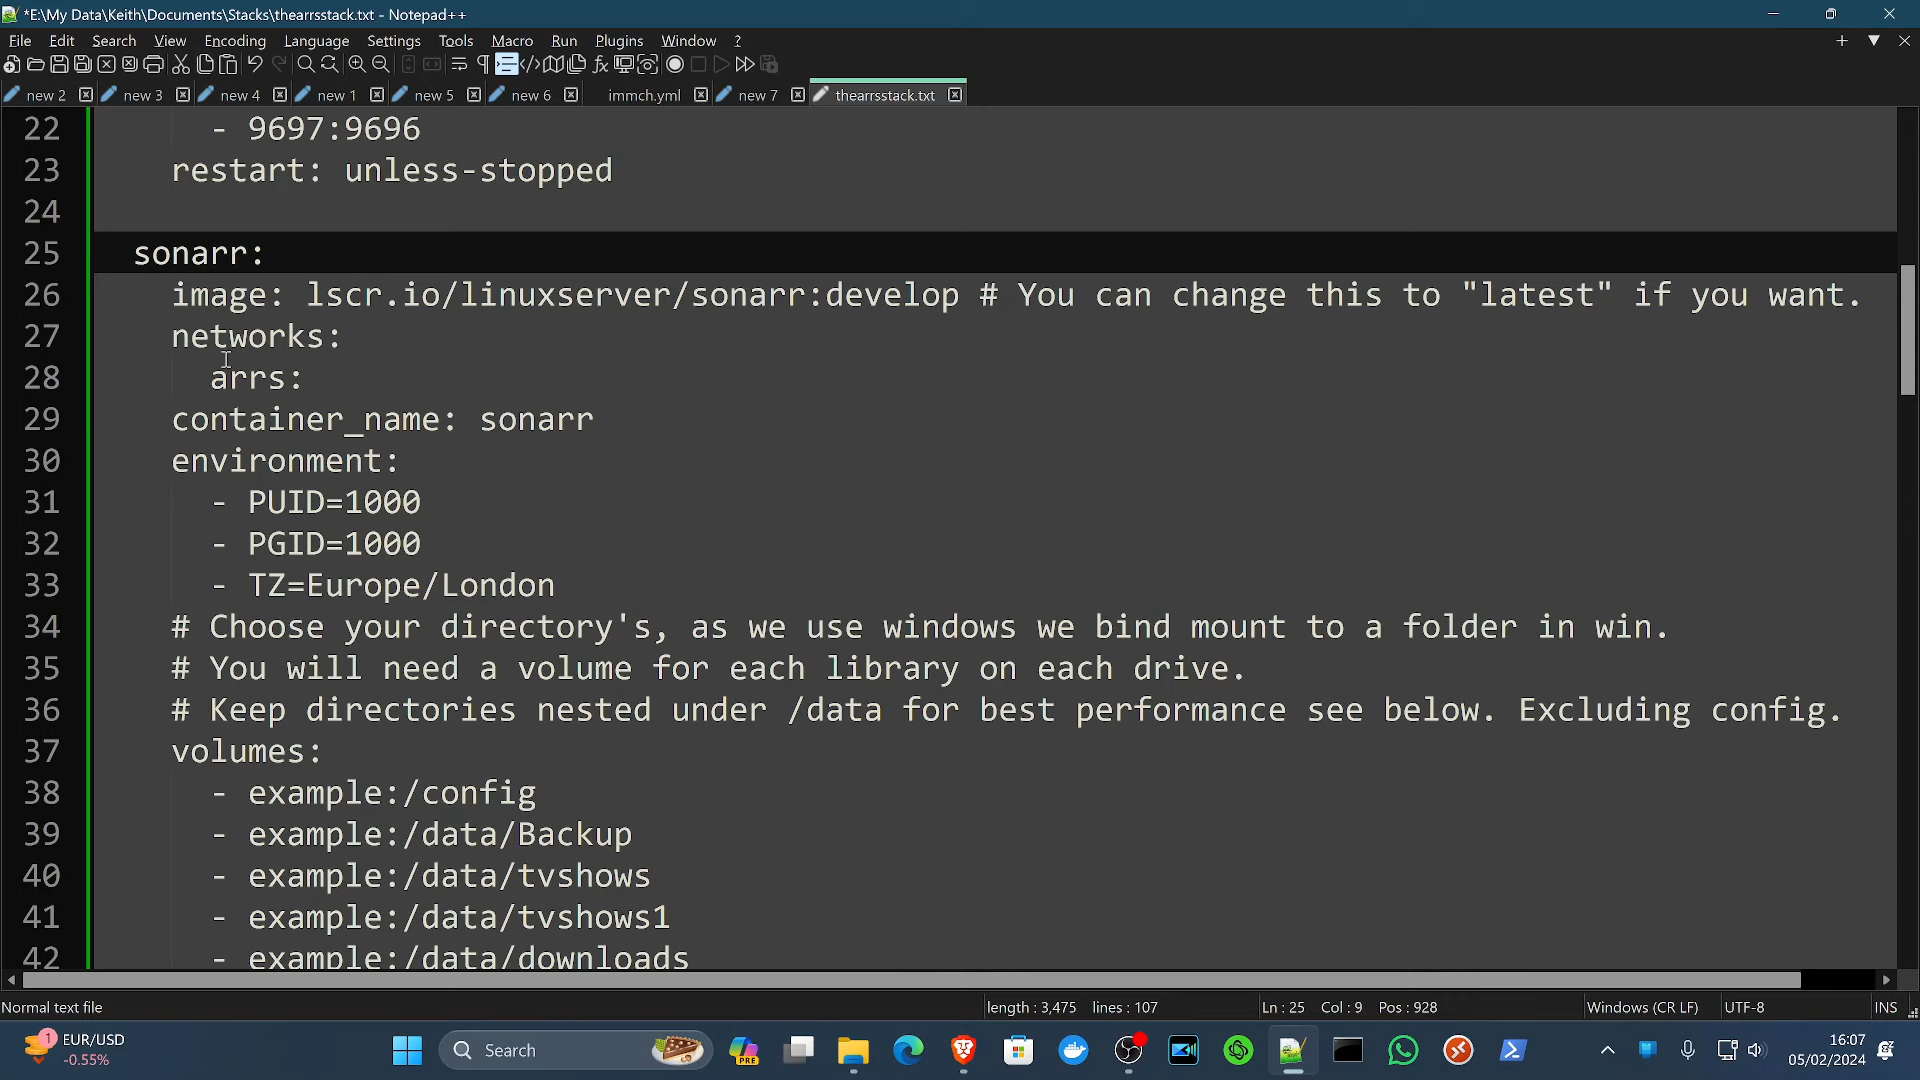 *E:\My Data\Keith\Documents\Stacks\thearrsstack.txt - Notepad++
File Edit Search View Encoding Language Settings Tools Macro Run Plugins Window ?
new 2 new 3 new 4 new 1 new 5 new 6 immch.yml new 7 thearrsstack.txt
22 - 9697:9696
23 restart: unless-stopped
24
25 sonarr:
26 image: lscr.io/linuxserver/sonarr:develop # You can change this to "latest" if you want.
27 networks:
28 arrs:
29 container_name: sonarr
30 environment:
31 - PUID=1000
32 - PGID=1000
33 - TZ=Europe/London
34 # Choose your directory's, as we use windows we bind mount to a folder in win.
35 # You will need a volume for each library on each drive.
36 # Keep directories nested under /data for best performance see below. Excluding config.
37 volumes:
38 - example:/config
39 - example:/data/Backup
40 - example:/data/tvshows
41 - example:/data/tvshows1
42 - example:/data/downloads
Normal text file length : 3,475 lines : 107 Ln : 25 Col : 9 Pos : 928 Windows (CR LF) UTF-8 INS
1 EUR/USD
-0.55%
Search
PRE
16:07
05/02/2024